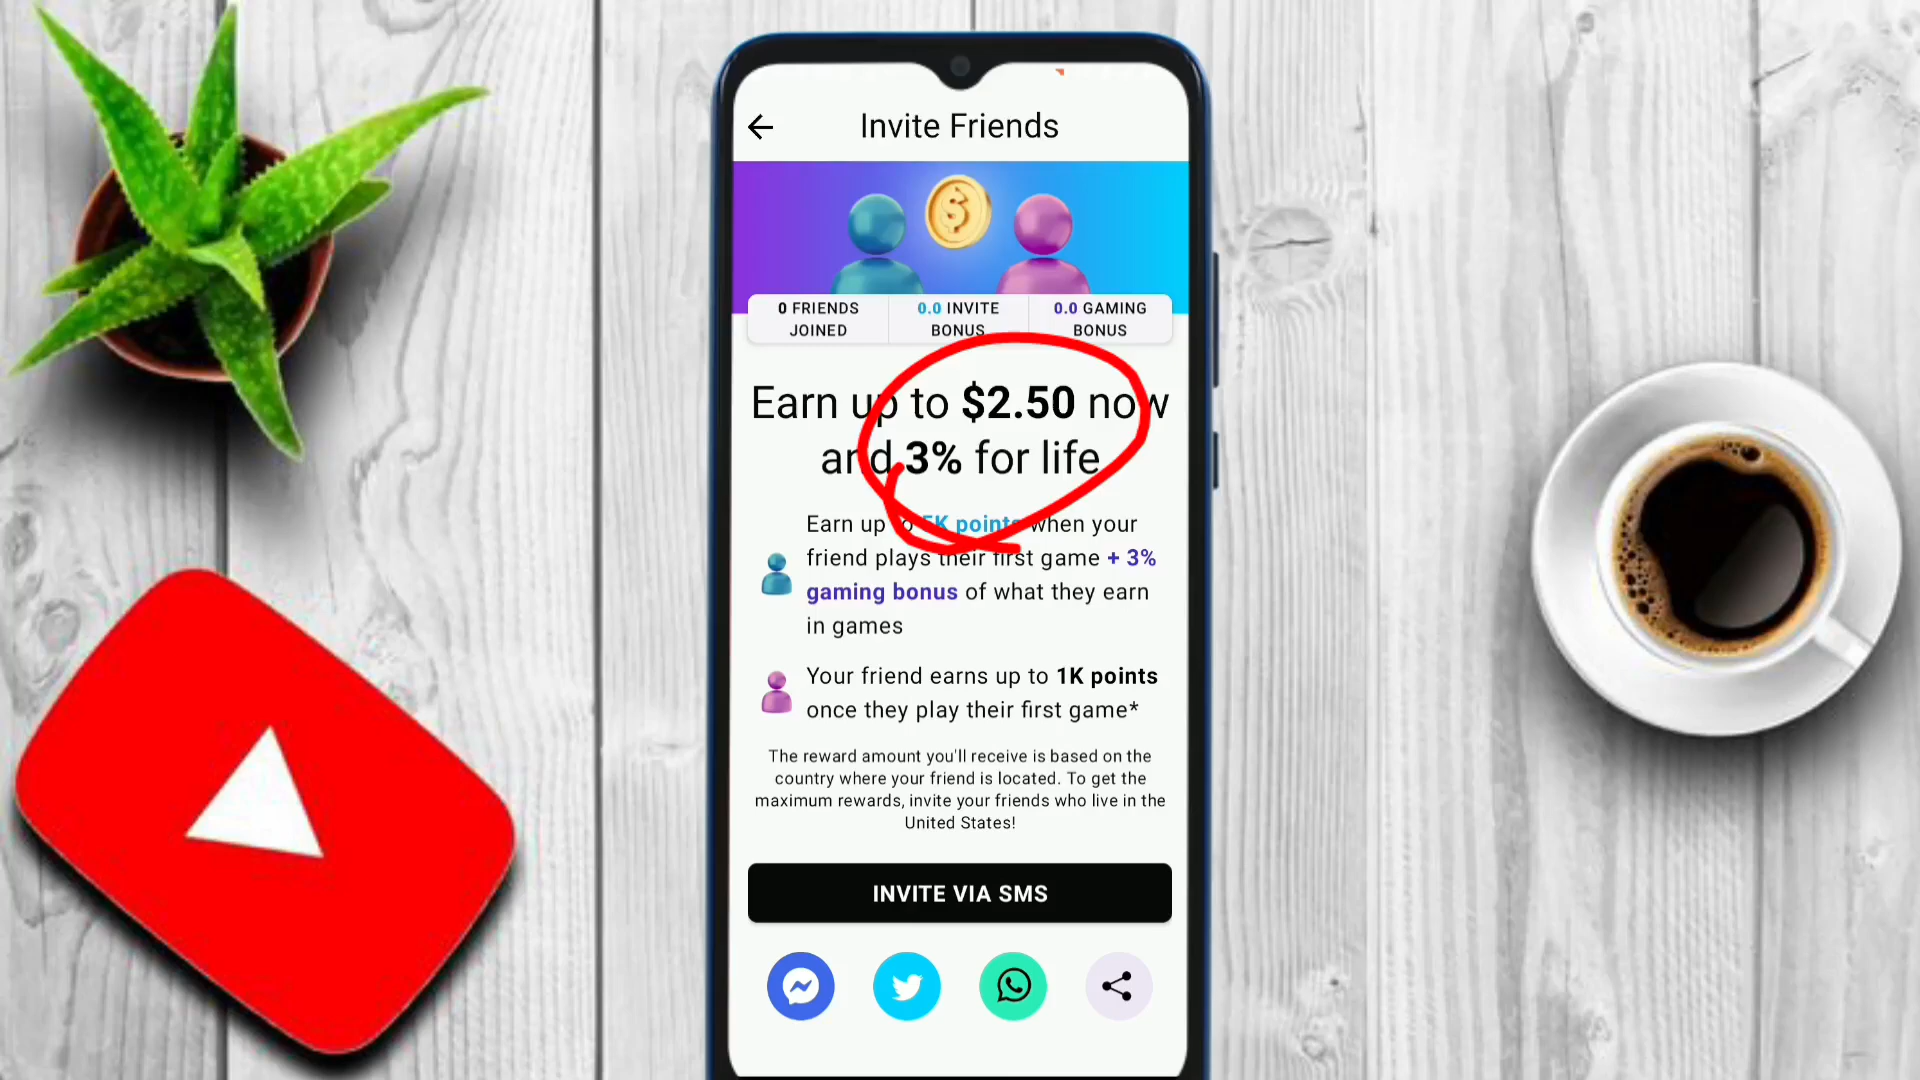 Invite Friends
0 FRIENDS JOINED
0.0 INVITE BONUS
0.0 GAMING BONUS
Earn up to $2.50 now
and 3% for life
Earn up to 5K points when your
friend plays their first game + 3%
gaming bonus of what they earn
in games
Your friend earns up to 1K points
once they play their first game*
The reward amount you'll receive is based on the
country where your friend is located. To get the
maximum rewards, invite your friends who live in the
United States!
INVITE VIA SMS